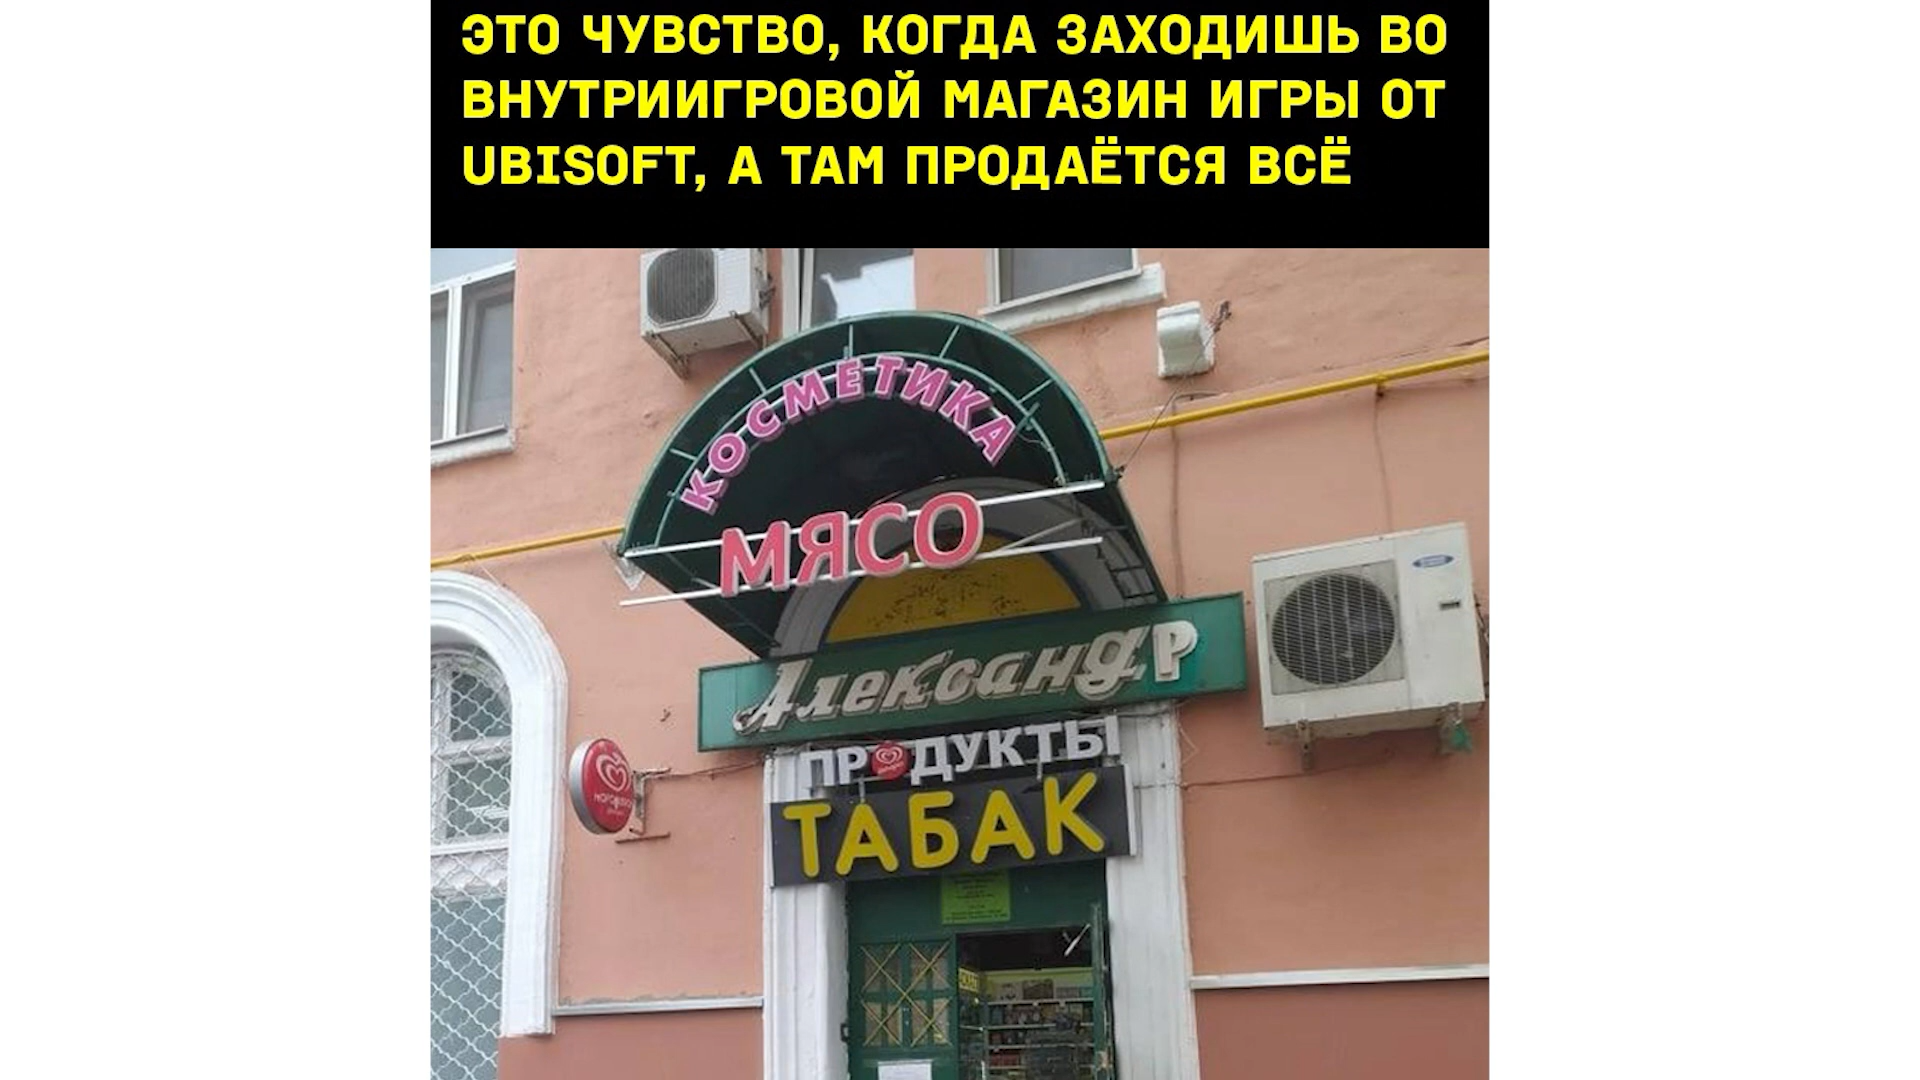 ЭТО ЧУВСТВО, КОГДА ЗАХОДИШЬ ВО
ВНУТРИИГРОВОЙ МАГАЗИН ИГРЫ ОТ
UBISOFT, А ТАМ ПРОДАЁТСЯ ВСЁ
КОСМЕТИКА
МЯСО
Александр
ПРОДУКТЫ
ТАБАК